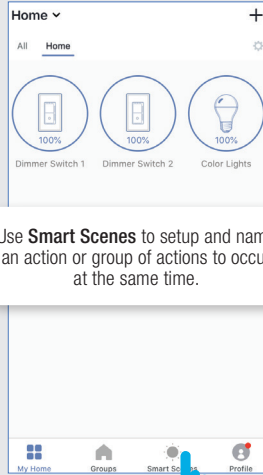 Home
All Home
100% 100% 100%
Dimmer Switch 1 Dimmer Switch 2 Color Lights
Use Smart Scenes to setup and nam
an action or group of actions to occu
at the same time.
My Home Groups Smart Scenes Profile